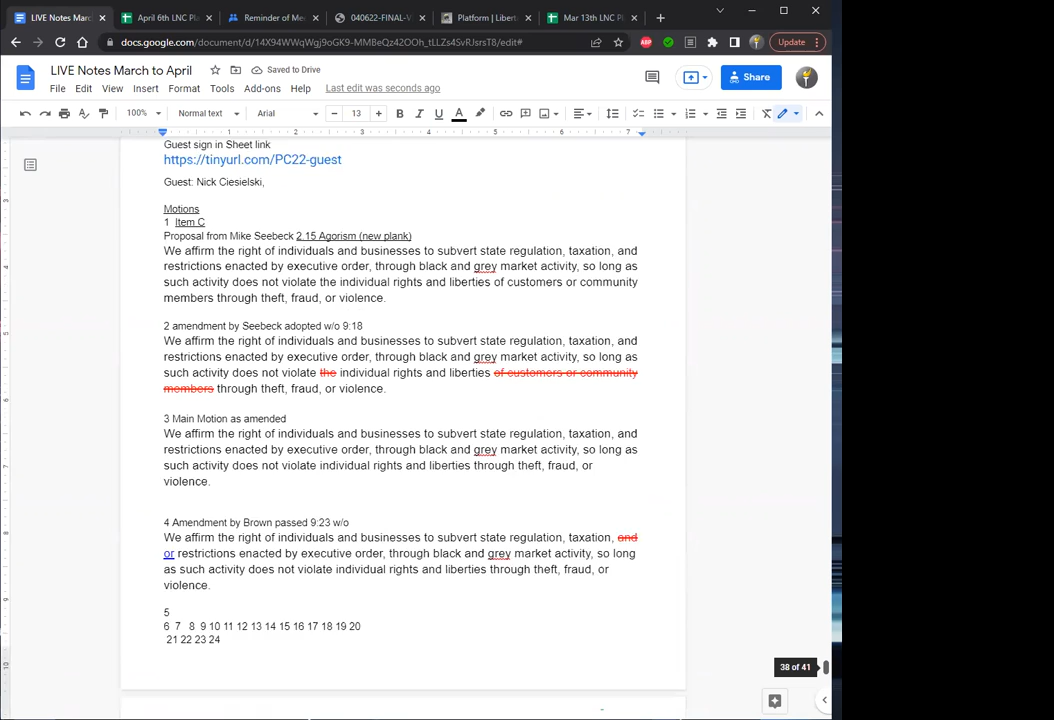 LIVE Notes Marc
April 6th LNC Pl
Reminder of Me
040622-FINAL-V
Platform | Libert
Mar 13th LNC Pl
docs.google.com/document/d/14X94WWqWgj9oGK9-MMBeQz42OOh_tLLZs4SvRJsrsT8/edit#
ABP
Update
LIVE Notes March to April
Saved to Drive
File Edit View Insert Format Tools Add-ons Help Last edit was seconds ago
Share
100% Normal text Arial 13 B I U A
1 2 3 4 5 6 7
Guest sign in Sheet link
https://tinyurl.com/PC22-guest
Guest: Nick Ciesielski,
Motions
1 Item C
Proposal from Mike Seebeck 2.15 Agorism (new plank)
We affirm the right of individuals and businesses to subvert state regulation, taxation, and
restrictions enacted by executive order, through black and grey market activity, so long as
such activity does not violate the individual rights and liberties of customers or community
members through theft, fraud, or violence.
2 amendment by Seebeck adopted w/o 9:18
We affirm the right of individuals and businesses to subvert state regulation, taxation, and
restrictions enacted by executive order, through black and grey market activity, so long as
such activity does not violate the individual rights and liberties of customers or community
members through theft, fraud, or violence.
3 Main Motion as amended
We affirm the right of individuals and businesses to subvert state regulation, taxation, and
restrictions enacted by executive order, through black and grey market activity, so long as
such activity does not violate individual rights and liberties through theft, fraud, or
violence.
4 Amendment by Brown passed 9:23 w/o
We affirm the right of individuals and businesses to subvert state regulation, taxation, and
or restrictions enacted by executive order, through black and grey market activity, so long
as such activity does not violate individual rights and liberties through theft, fraud, or
violence.
5
6 7 8 9 10 11 12 13 14 15 16 17 18 19 20
21 22 23 24
38 of 41